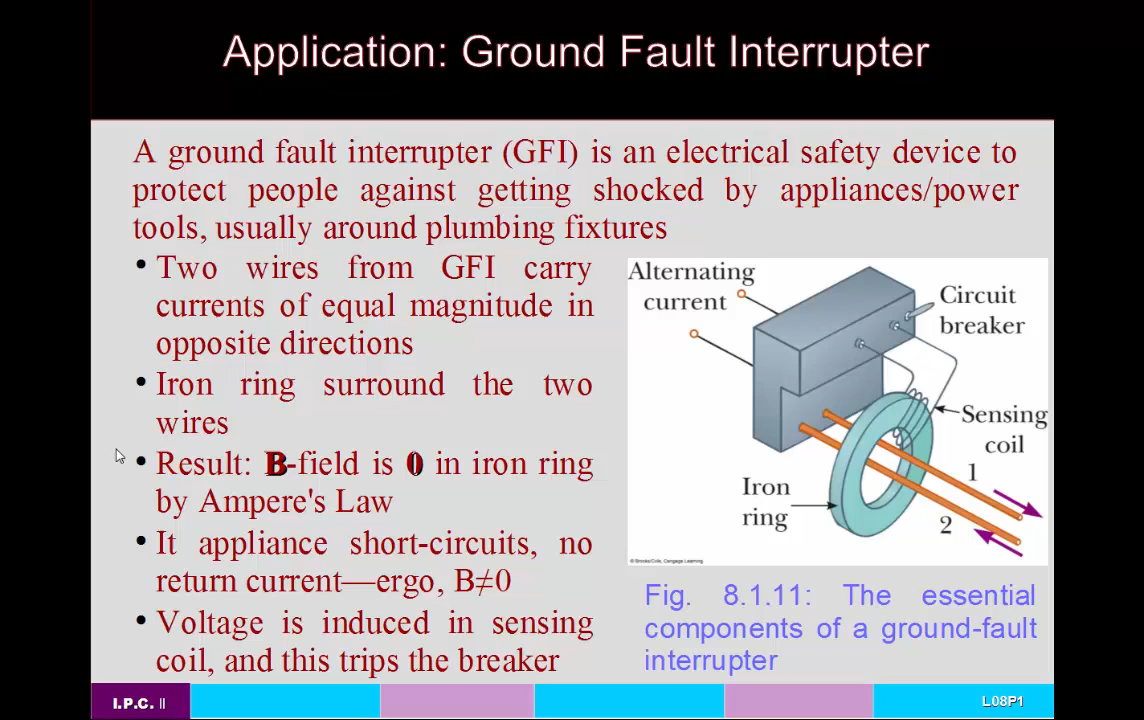 Application: Ground Fault Interrupter
A ground fault interrupter (GFI) is an electrical safety device to
protect people against getting shocked by appliances/power
tools, usually around plumbing fixtures
• Two wires from GFI carry
currents of equal magnitude in
opposite directions
• Iron ring surround the two
wires
• Result: B-field is 0 in iron ring
by Ampere's Law
• It appliance short-circuits, no
return current—ergo, B≠0
• Voltage is induced in sensing
coil, and this trips the breaker
Alternating
current
Circuit
breaker
Sensing
coil
Iron
ring
1
2
© Brooks/Cole, Cengage Learning
Fig. 8.1.11: The essential
components of a ground-fault
interrupter
I.P.C. II
L08P1